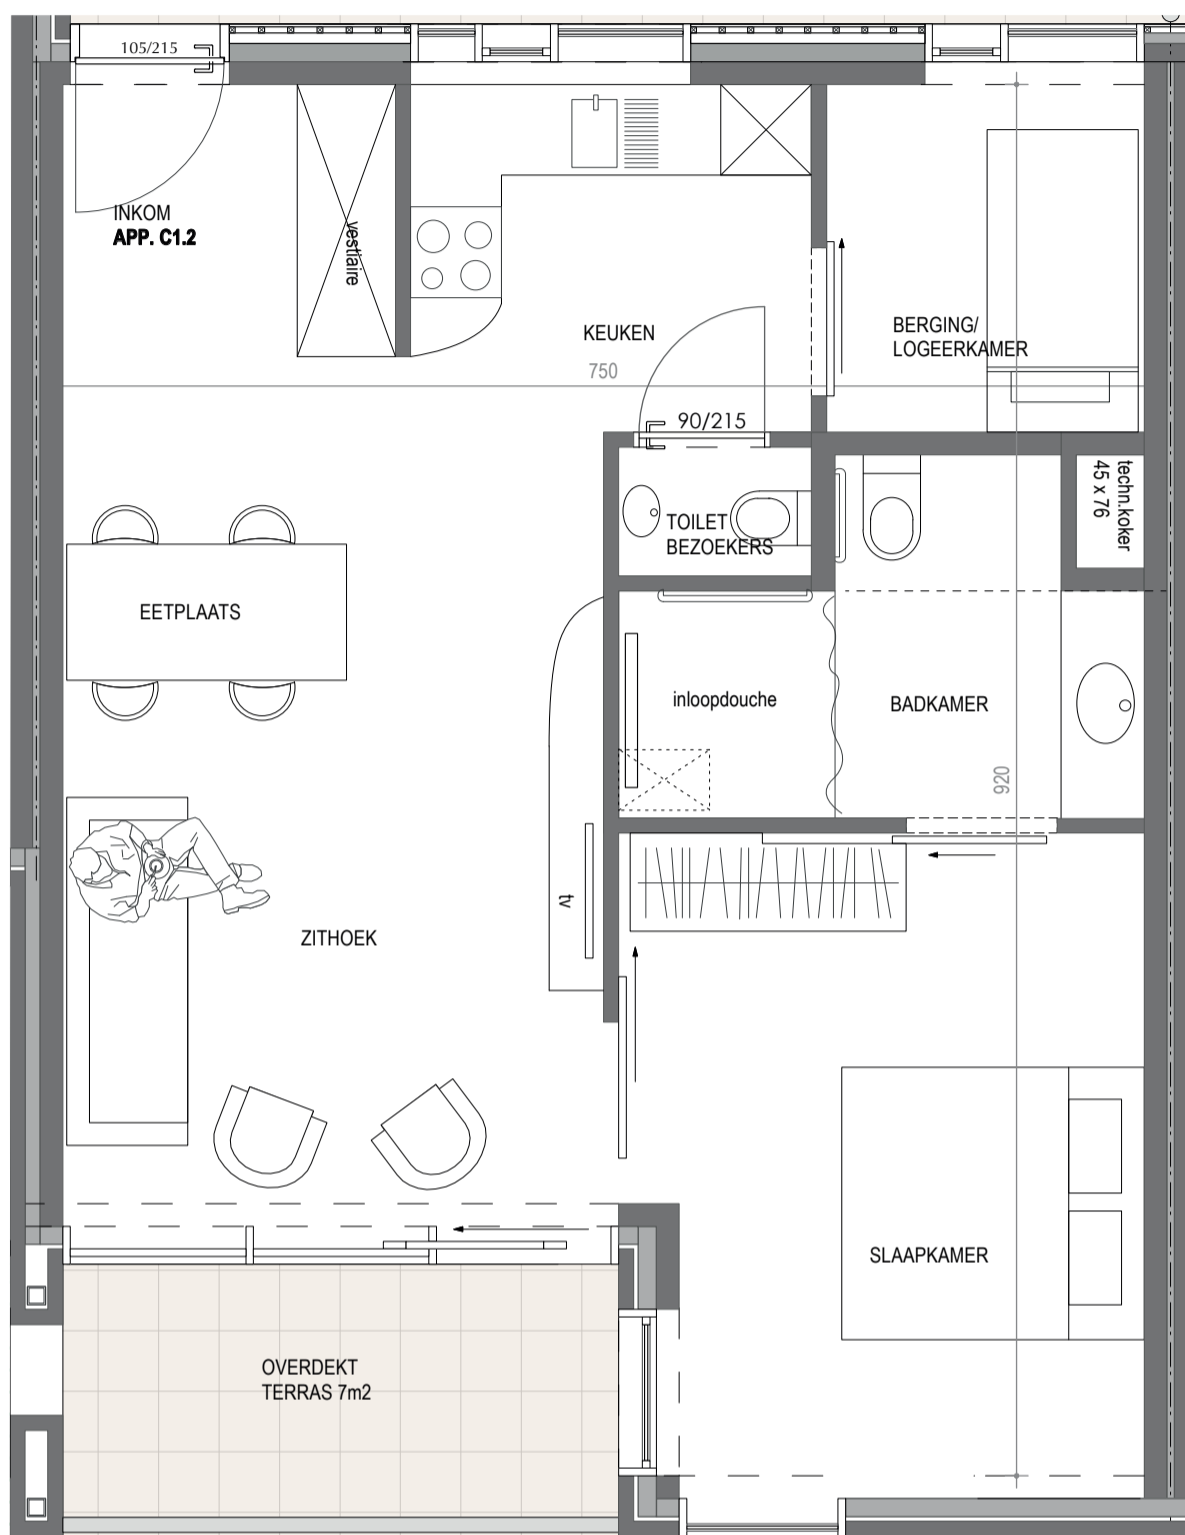 105/215
INKOM
APP. C1.2
vestiaire
KEUKEN
750
BERGING/
LOGEERKAMER
90/215
TOILET
BEZOEKERS
techn.koker
45 x 76
EETPLAATS
inloopdouche
BADKAMER
920
tv
ZITHOEK
SLAAPKAMER
OVERDEKT
TERRAS 7m2